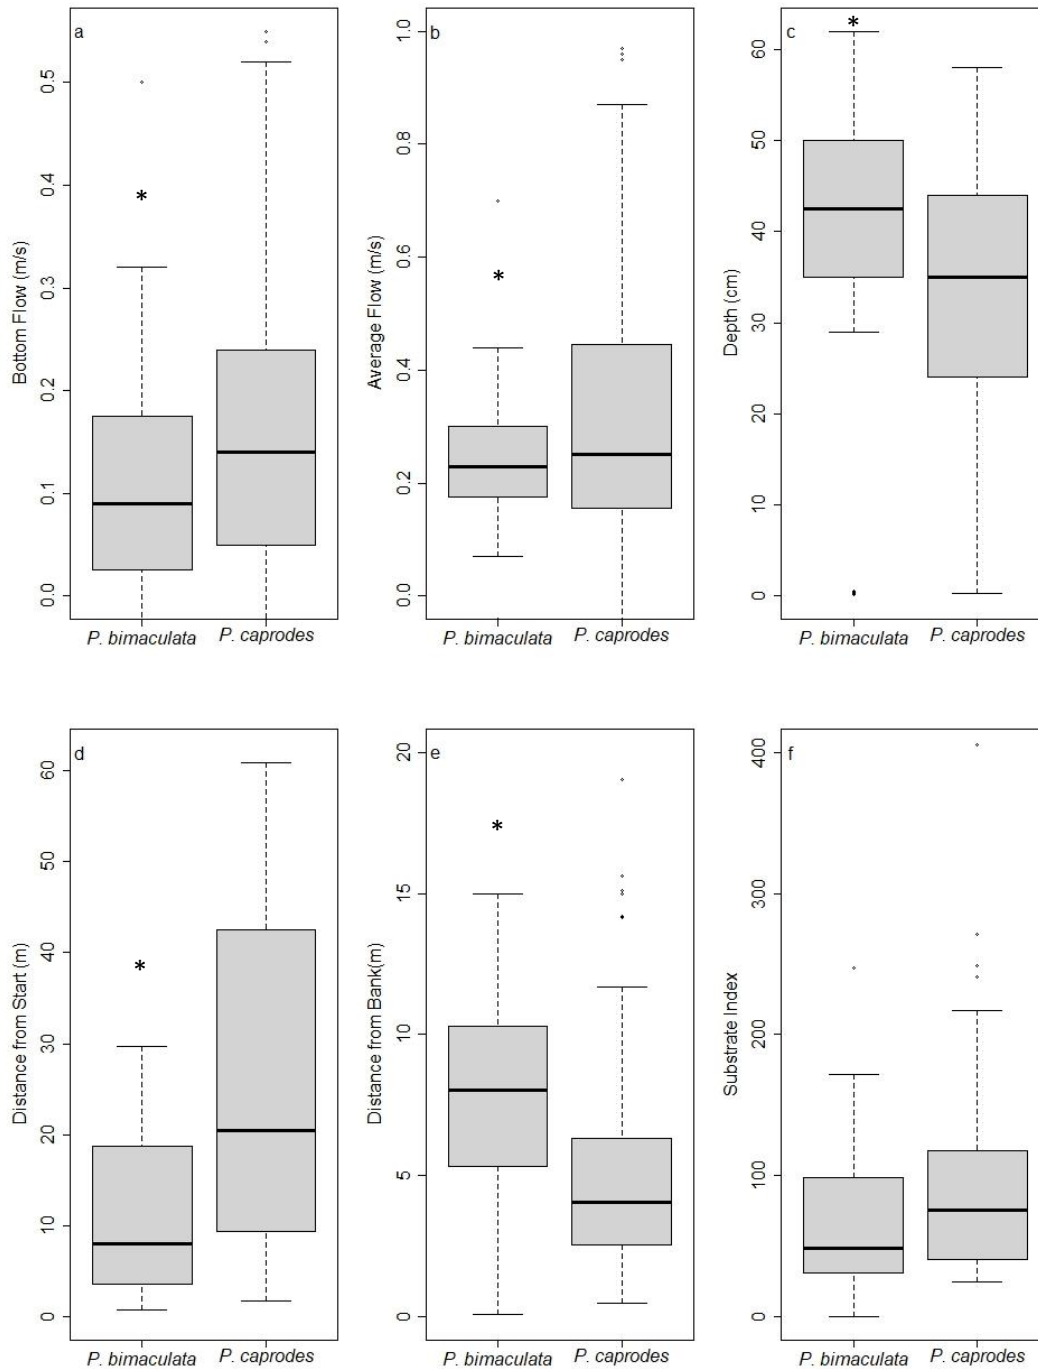 a
Bottom Flow (m/s)
0.5
0.4
0.3
0.2
0.1
0.0
*
P. bimaculata
P. caprodes
b
Average Flow (m/s)
1.0
0.8
0.6
0.4
0.2
0.0
*
P. bimaculata
P. caprodes
c
Depth (cm)
60
50
40
30
20
10
0
*
P. bimaculata
P. caprodes
d
Distance from Start (m)
60
50
40
30
20
10
0
*
P. bimaculata
P. caprodes
e
Distance from Bank(m)
20
15
10
5
0
*
P. bimaculata
P. caprodes
f
Substrate Index
400
300
200
100
0
P. bimaculata
P. caprodes